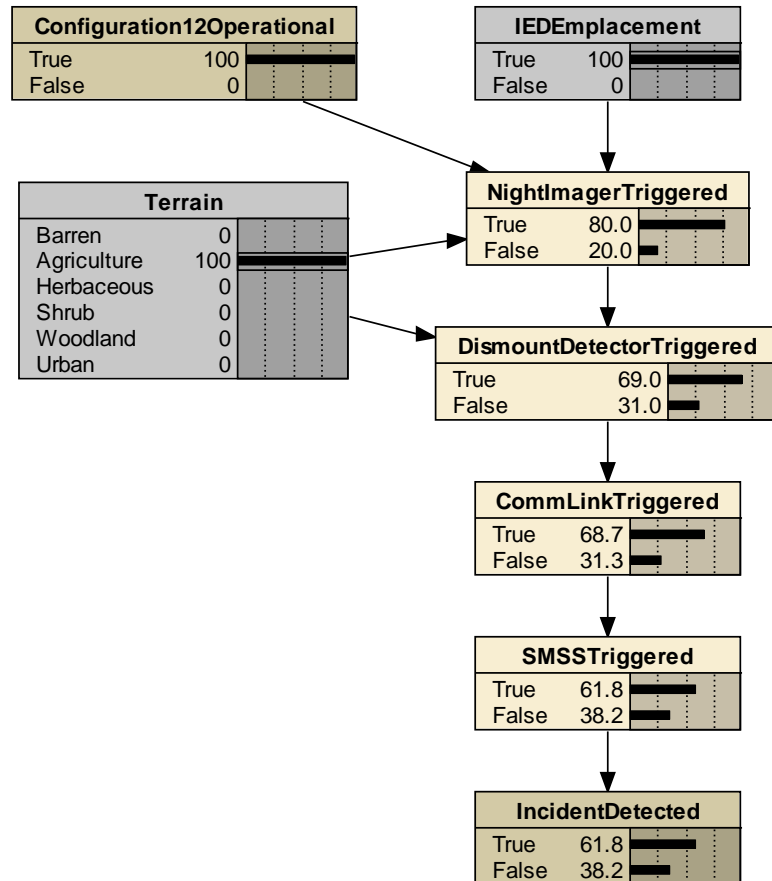 Configuration12Operational
True 100
False 0
IEDEmplacement
True 100
False 0
Terrain
Barren 0
Agriculture 100
Herbaceous 0
Shrub 0
Woodland 0
Urban 0
NightImagerTriggered
True 80.0
False 20.0
DismountDetectorTriggered
True 69.0
False 31.0
CommLinkTriggered
True 68.7
False 31.3
SMSSTriggered
True 61.8
False 38.2
IncidentDetected
True 61.8
False 38.2